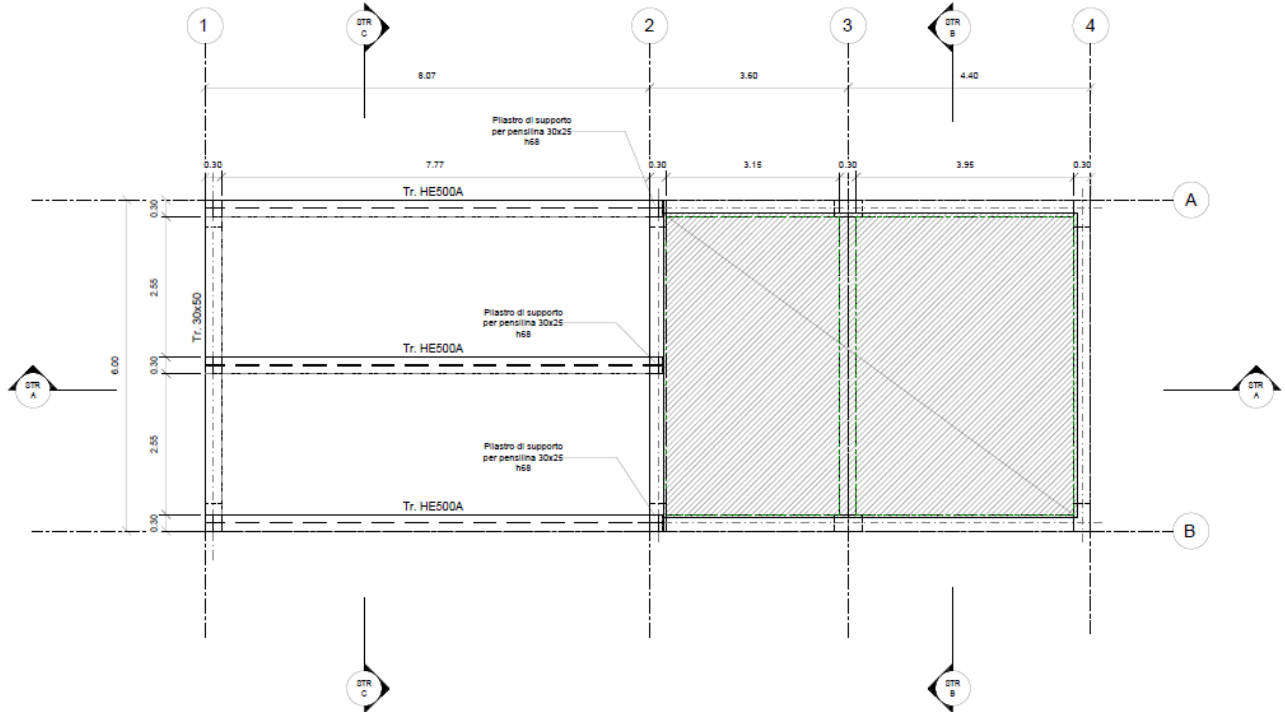 1
STR
C
2
3
STR
B
4
8.07
3.60
4.40
Pilastro di supporto
per pensilina 30x25
h68
0.30
7.77
0.30
3.15
0.30
3.95
0.30
Tr. HE500A
A
0.30
2.55
Tr. 30x50
Pilastro di supporto
per pensilina 30x25
h68
Tr. HE500A
6.00
0.30
STR
A
STR
A
2.55
Pilastro di supporto
per pensilina 30x25
h68
Tr. HE500A
0.30
B
STR
C
STR
B